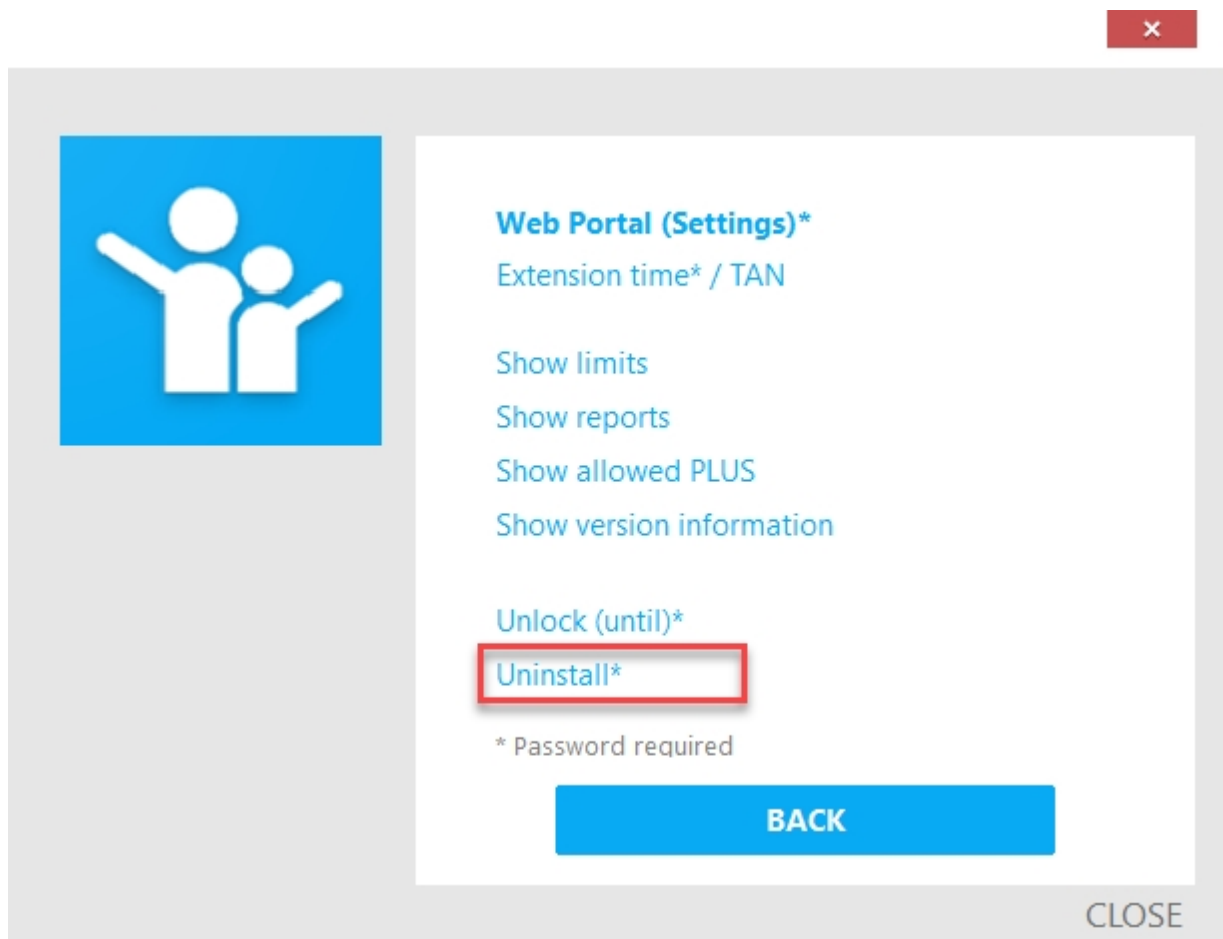 Web Portal (Settings)*
Extension time* / TAN
Show limits
Show reports
Show allowed PLUS
Show version information
Unlock (until)*
Uninstall*
* Password required
BACK
CLOSE